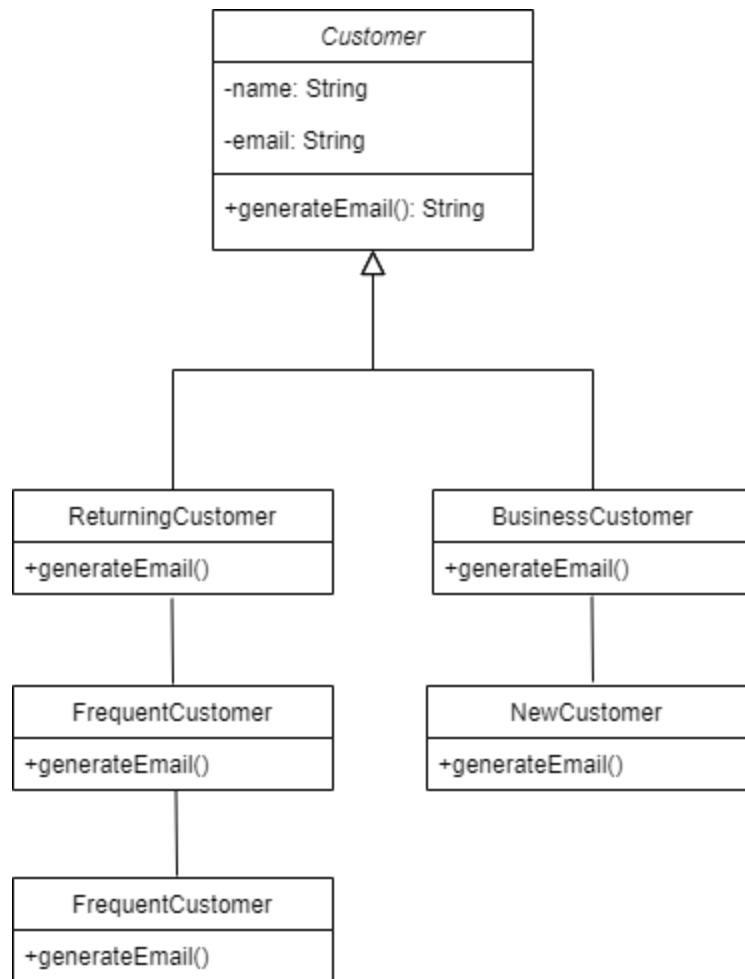 Customer
-name: String
-email: String
+generateEmail(): String
ReturningCustomer
+generateEmail()
BusinessCustomer
+generateEmail()
FrequentCustomer
+generateEmail()
NewCustomer
+generateEmail()
FrequentCustomer
+generateEmail()